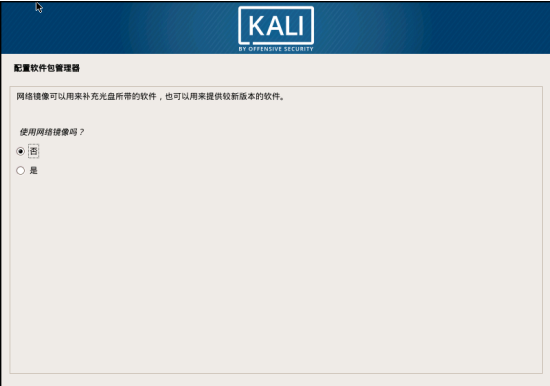 KALI
BY OFFENSIVE SECURITY
配置软件包管理器
网络镜像可以用来补充光盘所带的软件，也可以用来提供较新版本的软件。
使用网络镜像吗？
否
是